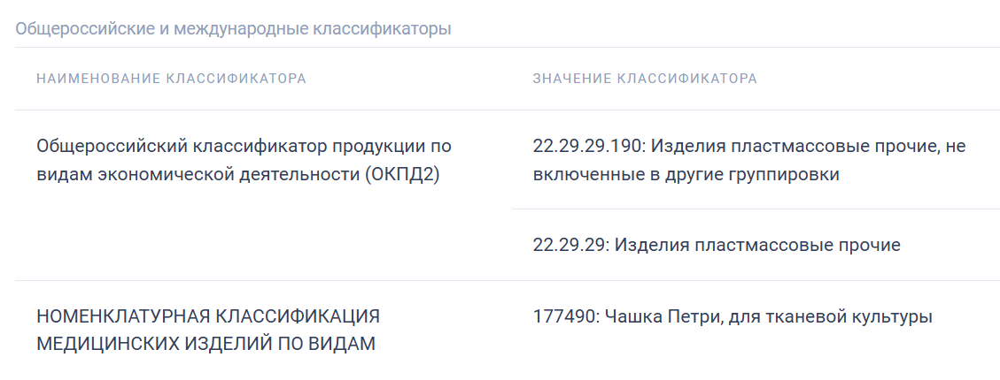 Общероссийские и международные классификаторы
НАИМЕНОВАНИЕ КЛАССИФИКАТОРА
ЗНАЧЕНИЕ КЛАССИФИКАТОРА
Общероссийский классификатор продукции по
видам экономической деятельности (ОКПД2)
22.29.29.190: Изделия пластмассовые прочие, не
включенные в другие группировки
22.29.29: Изделия пластмассовые прочие
НОМЕНКЛАТУРНАЯ КЛАССИФИКАЦИЯ
МЕДИЦИНСКИХ ИЗДЕЛИЙ ПО ВИДАМ
177490: Чашка Петри, для тканевой культуры